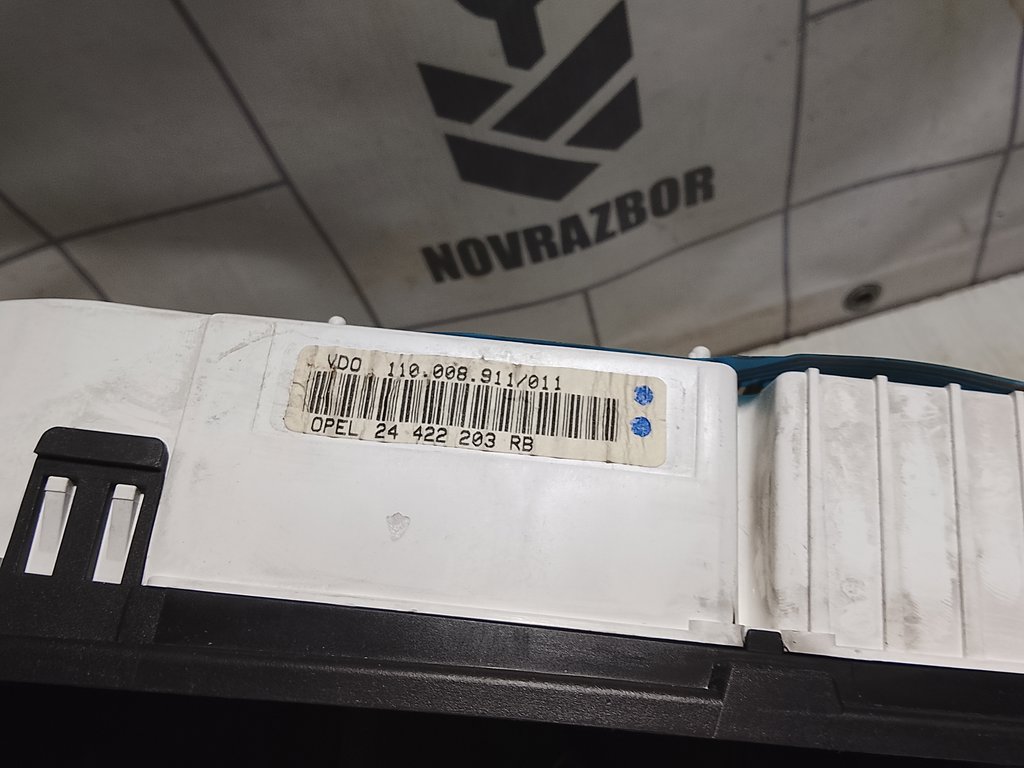 NOVRAZBOR
VDO 110.008.911/011
OPEL 24 422 203 RB